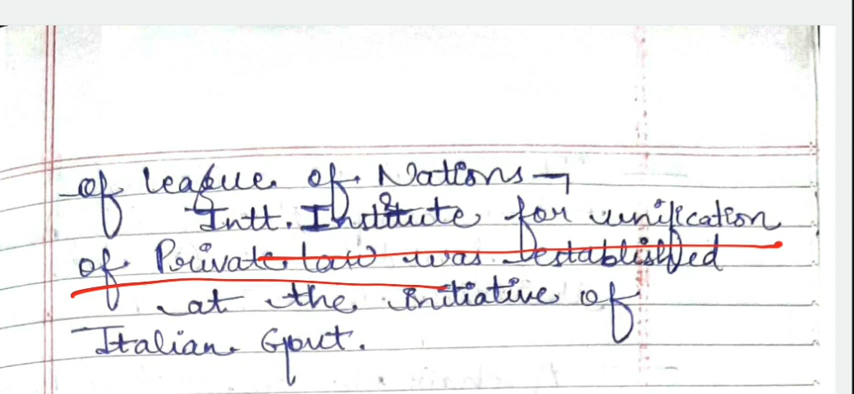 of league of Nations →
Intt. Institute for unification
of Private law was established
at the initiative of
Italian Govt.